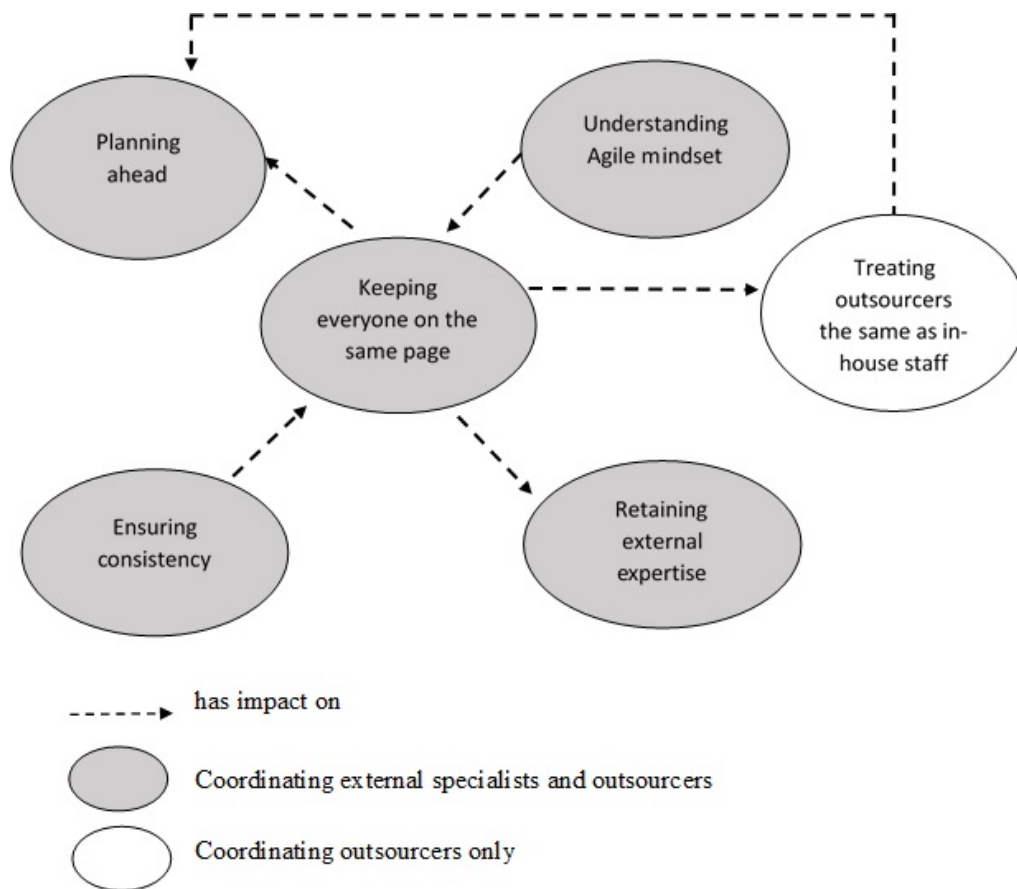 Planning
ahead
Understanding
Agile mindset
Keeping
everyone on the
same page
Treating
outsourcers
the same as in-
house staff
Ensuring
consistency
Retaining
external
expertise
has impact on
Coordinating external specialists and outsourcers
Coordinating outsourcers only